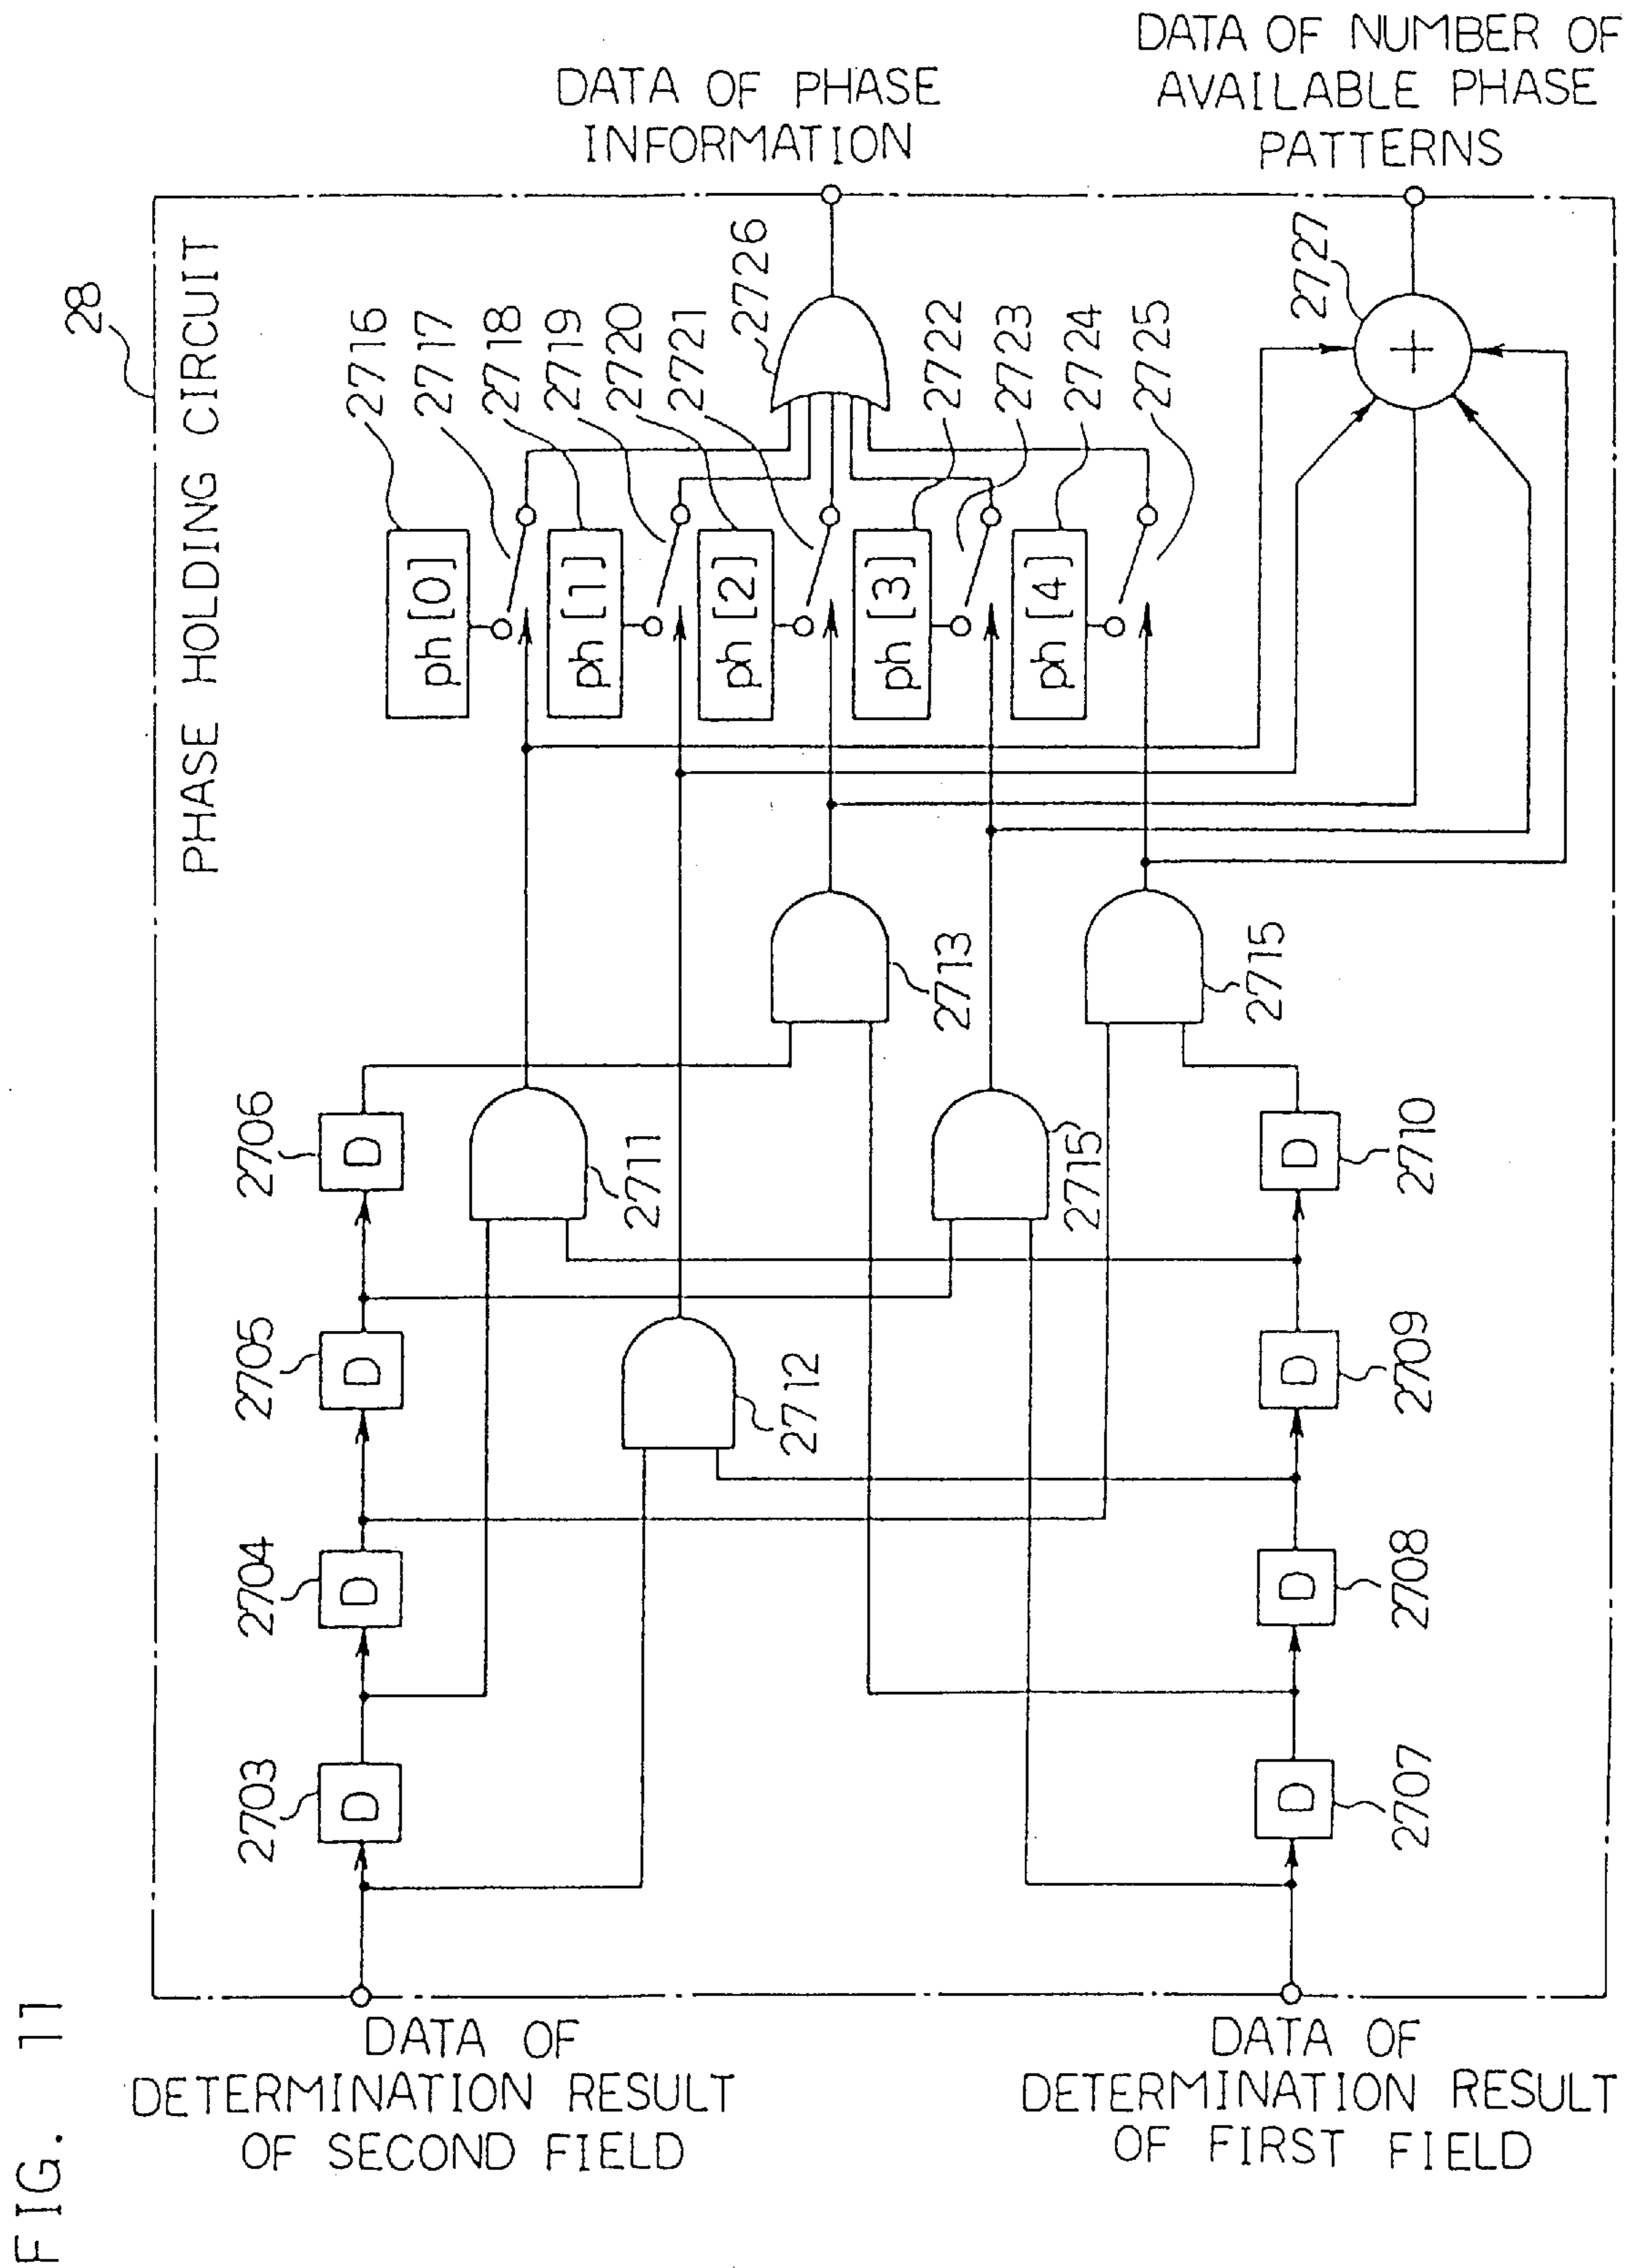 FIG. 11
28
PHASE HOLDING CIRCUIT
DATA OF PHASE
INFORMATION
DATA OF NUMBER OF
AVAILABLE PHASE
PATTERNS
2716
2717
2718
2719
2720
2721
2726
2722
2723
2724
2725
2727
ph [0]
ph [1]
ph [2]
ph [3]
ph [4]
2713
2715
2706
D
2711
2715
D
2710
2705
D
2712
D
2709
2704
D
D
2708
2703
D
D
2707
DATA OF
DETERMINATION RESULT
OF SECOND FIELD
DATA OF
DETERMINATION RESULT
OF FIRST FIELD